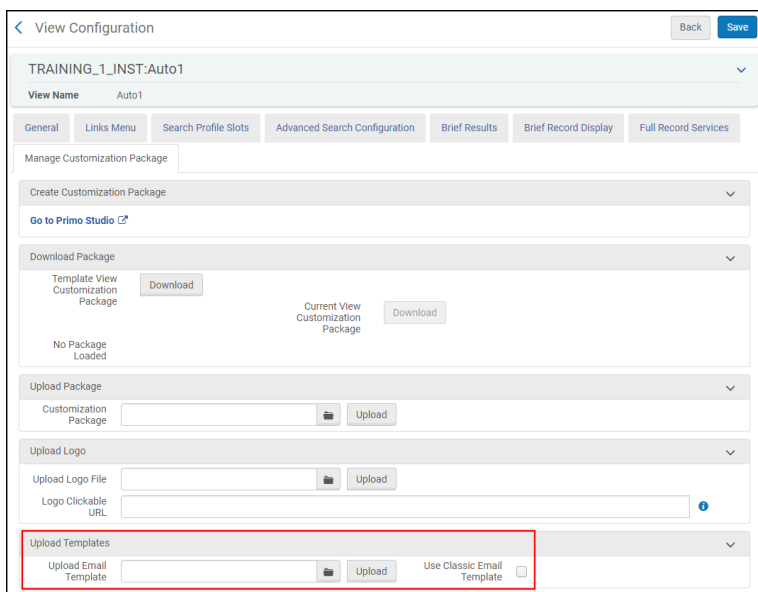 View Configuration
Back
Save
TRAINING_1_INST:Auto1
View Name Auto1
General Links Menu Search Profile Slots Advanced Search Configuration Brief Results Brief Record Display Full Record Services
Manage Customization Package
Create Customization Package
Go to Primo Studio
Download Package
Template View
Customization
Package
Download
Current View
Customization
Package
Download
No Package
Loaded
Upload Package
Customization
Package
Upload
Upload Logo
Upload Logo File
Upload
Logo Clickable
URL
Upload Templates
Upload Email
Template
Upload
Use Classic Email
Template